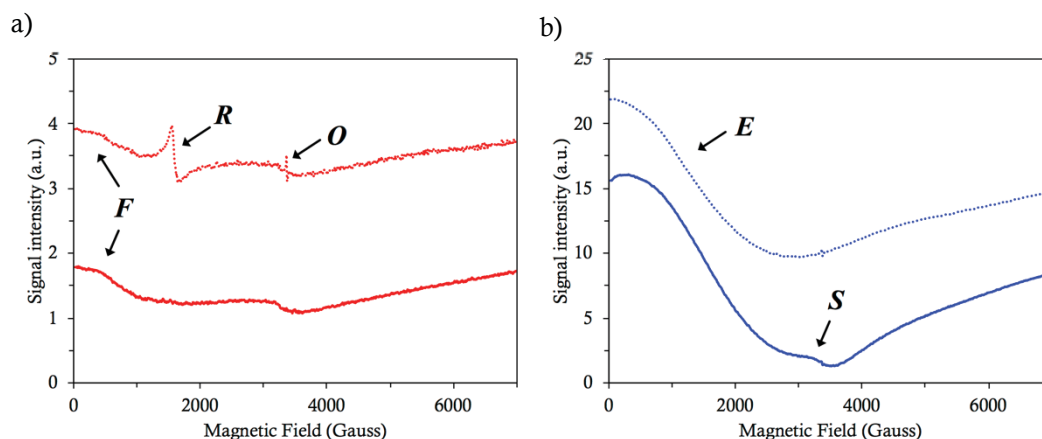 a)
5
4
3
2
1
0
0
2000
4000
6000
Signal intensity (a.u.)
Magnetic Field (Gauss)
R
O
F
b)
25
20
15
10
5
0
0
2000
4000
6000
Signal intensity (a.u.)
Magnetic Field (Gauss)
E
S